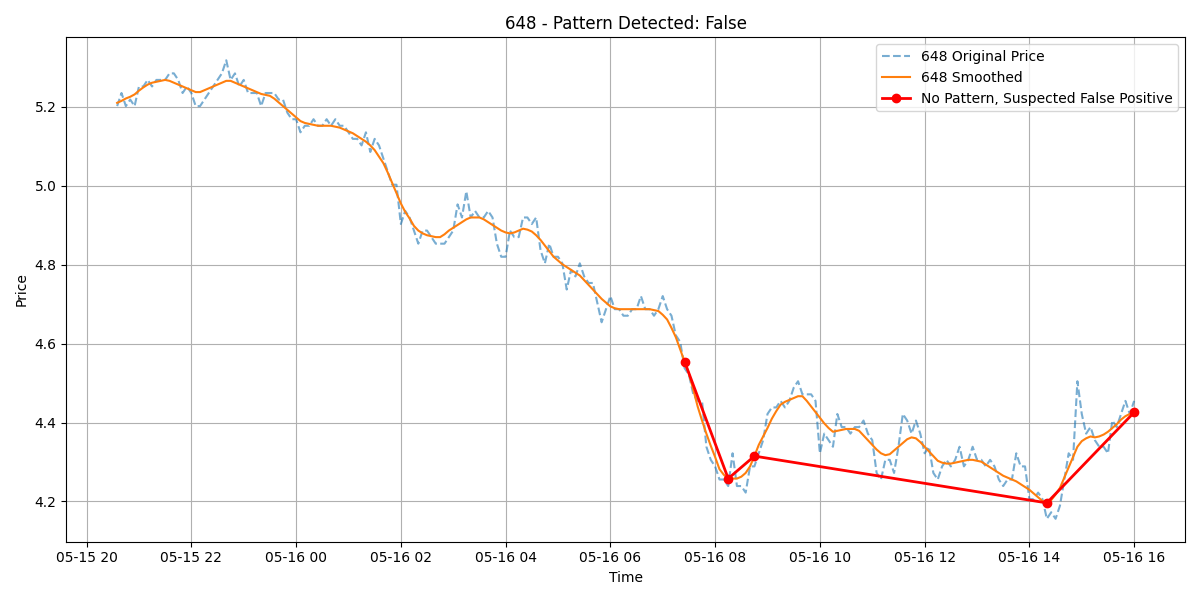 648 - Pattern Detected: False
648 Original Price
648 Smoothed
No Pattern, Suspected False Positive
Price
5.2
5.0
4.8
4.6
4.4
4.2
05-15 20
05-15 22
05-16 00
05-16 02
05-16 04
05-16 06
05-16 08
05-16 10
05-16 12
05-16 14
05-16 16
Time